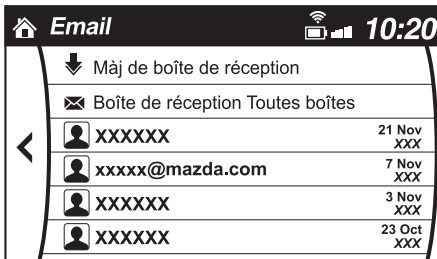 Email 10:20
Màj de boîte de réception
Boîte de réception Toutes boîtes
XXXXXX 21 Nov
XXX
xxxxx@mazda.com 7 Nov
XXX
XXXXXX 3 Nov
XXX
XXXXXX 23 Oct
XXX